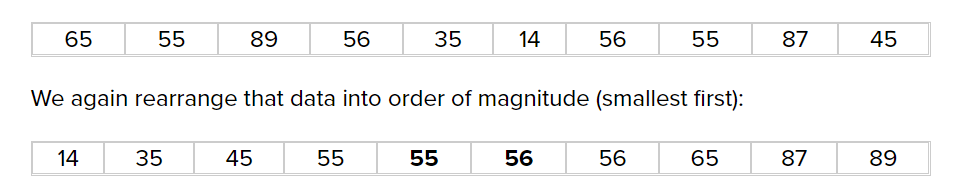 65 55 89 56 35 14 56 55 87 45
We again rearrange that data into order of magnitude (smallest first):
14 35 45 55 55 56 56 65 87 89